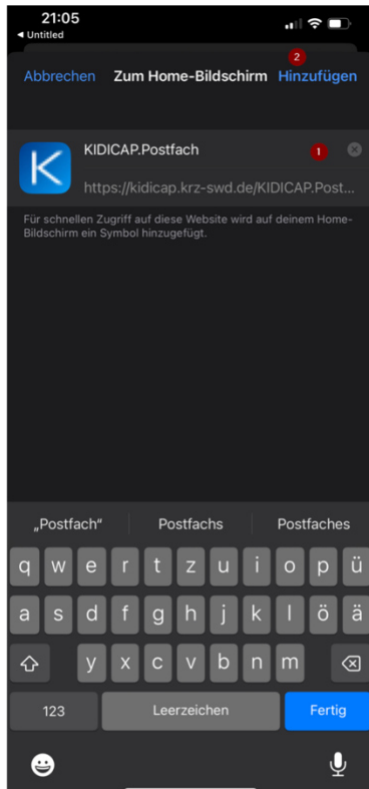 21:05
◀ Untitled
2
Abbrechen Zum Home-Bildschirm Hinzufügen
K
KIDICAP.Postfach 1
https://kidicap.krz-swd.de/KIDICAP.Post...
Für schnellen Zugriff auf diese Website wird auf deinem Home-
Bildschirm ein Symbol hinzugefügt.
„Postfach“ Postfachs Postfaches
q w e r t z u i o p ü
a s d f g h j k l ö ä
y x c v b n m
123 Leerzeichen Fertig